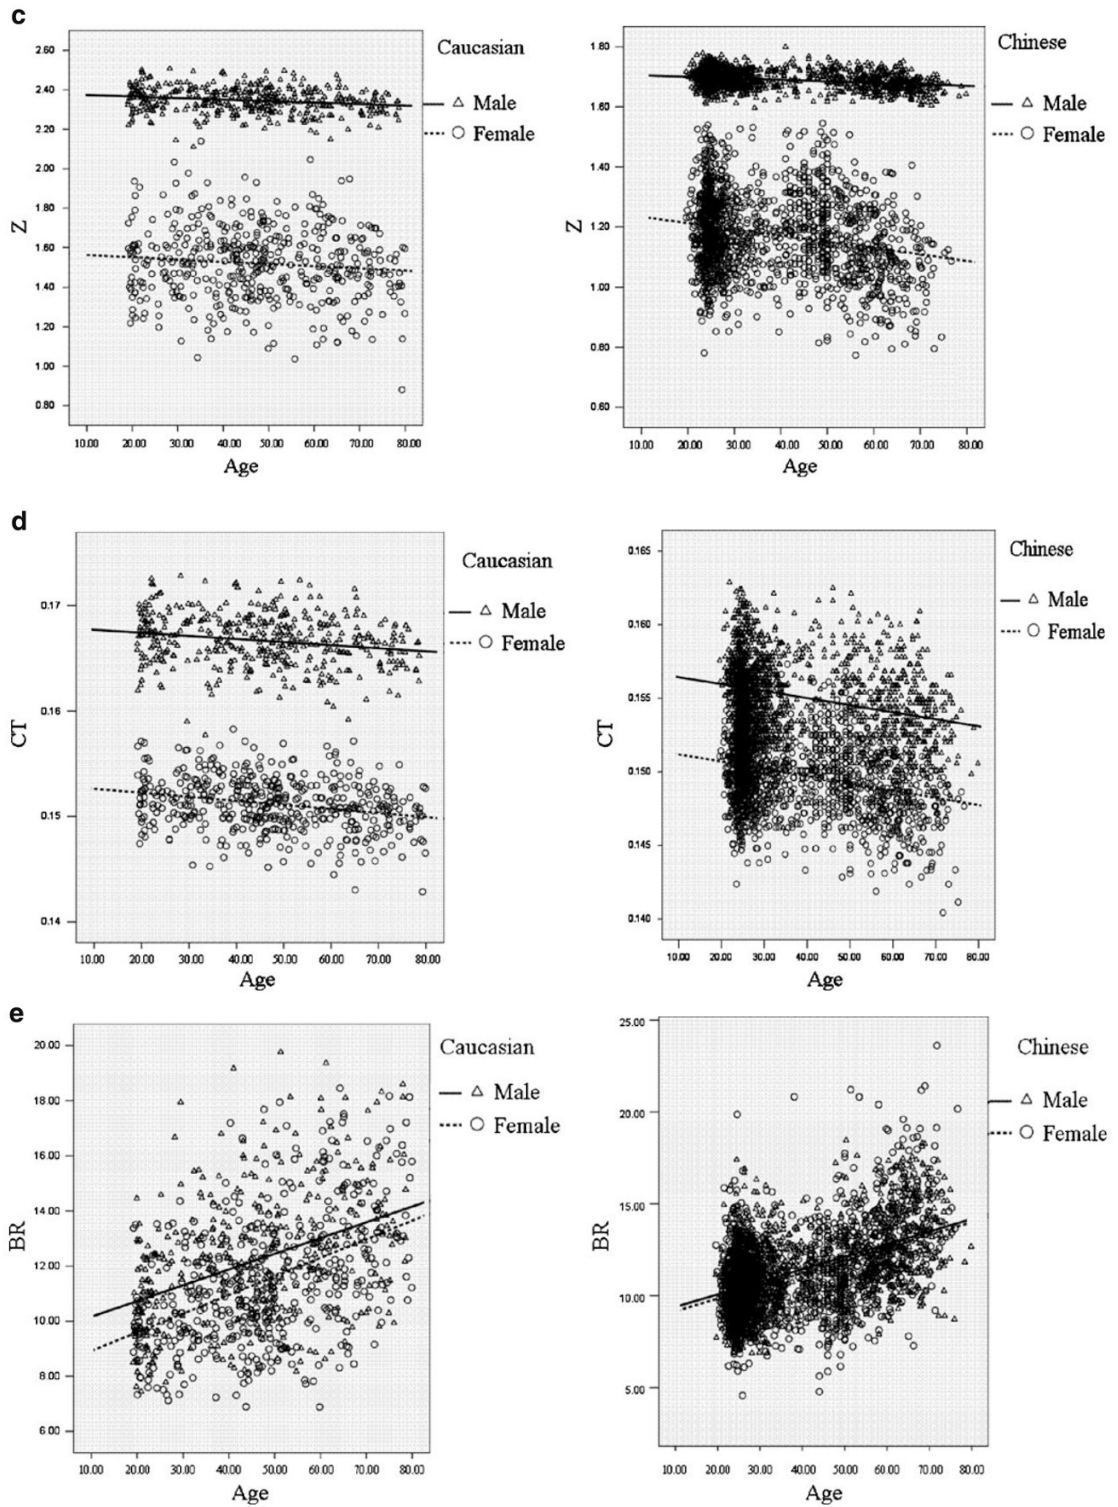 c
Caucasian
Male
Female
2.60
2.40
2.20
2.00
1.80
1.60
1.40
1.20
1.00
0.80
Z
10.00 20.00 30.00 40.00 50.00 60.00 70.00 80.00
Age
Chinese
Male
Female
1.80
1.60
1.40
1.20
1.00
0.80
0.60
Z
10.00 20.00 30.00 40.00 50.00 60.00 70.00 80.00
Age
d
Caucasian
Male
Female
0.17
0.16
0.15
0.14
CT
10.00 20.00 30.00 40.00 50.00 60.00 70.00 80.00
Age
Chinese
Male
Female
0.165
0.160
0.155
0.150
0.145
0.140
CT
10.00 20.00 30.00 40.00 50.00 60.00 70.00 80.00
Age
e
Caucasian
Male
Female
20.00
18.00
16.00
14.00
12.00
10.00
8.00
6.00
BR
10.00 20.00 30.00 40.00 50.00 60.00 70.00 80.00
Age
Chinese
Male
Female
25.00
20.00
15.00
10.00
5.00
BR
10.00 20.00 30.00 40.00 50.00 60.00 70.00 80.00
Age